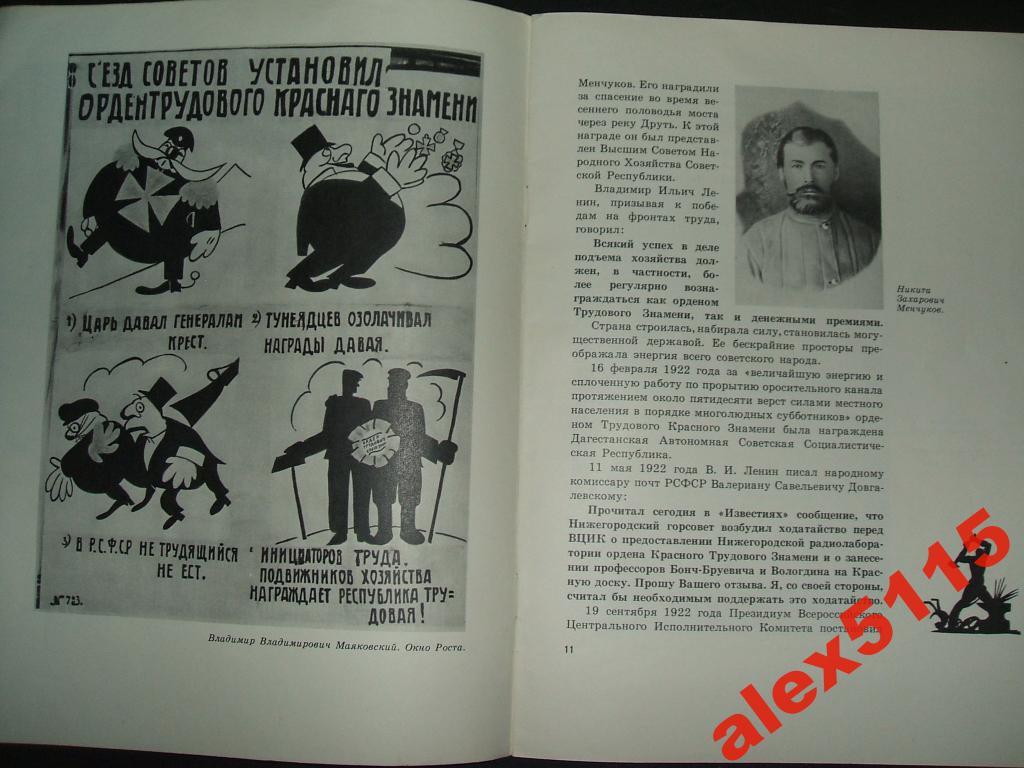 С'ЕЗД СОВЕТОВ УСТАНОВИЛ
ОРДЕН ТРУДОВОГО КРАСНАГО ЗНАМЕНИ
1) ЦАРЬ ДАВАЛ ГЕНЕРАЛАМ
КРЕСТ.
2) ТУНЕЯДЦЕВ ОЗОЛАЧИВАЛ
НАГРАДЫ ДАВАЯ.
3) В Р.С.Ф.С.Р НЕ ТРУДЯЩИЙСЯ
НЕ ЕСТ.
ИНИЦИАТОРОВ ТРУДА.
ПОДВИЖНИКОВ ХОЗЯЙСТВА
НАГРАЖДАЕТ РЕСПУБЛИКА ТРУ=
ДОВАЯ!
№ 723.
Владимир Владимирович Маяковский. Окно Роста.
Менчуков. Его наградили
за спасение во время ве-
сеннего половодья моста
через реку Друть. К этой
награде он был представ-
лен Высшим Советом На-
родного Хозяйства Совет-
ской Республики.
Владимир Ильич Ле-
нин, призывая к побе-
дам на фронтах труда,
говорил:
Всякий успех в деле
подъема хозяйства дол-
жен, в частности, бо-
лее регулярно возна-
граждаться как орденом
Трудового Знамени, так и денежными премиями.
Страна строилась, набирала силу, становилась могу-
щественной державой. Ее бескрайние просторы пре-
ображала энергия всего советского народа.
16 февраля 1922 года за «величайшую энергию и
сплоченную работу по прорытию оросительного канала
протяжением около пятидесяти верст силами местного
населения в порядке многолюдных субботников» орде-
ном Трудового Красного Знамени была награждена
Дагестанская Автономная Советская Социалистиче-
ская Республика.
11 мая 1922 года В. И. Ленин писал народному
комиссару почт РСФСР Валериану Савельевичу Довга-
левскому:
Прочитал сегодня в «Известиях» сообщение, что
Нижегородский горсовет возбудил ходатайство перед
ВЦИК о предоставлении Нижегородской радиолабора-
тории ордена Красного Трудового Знамени и о занесе-
нии профессоров Бонч-Бруевича и Вологдина на Крас-
ную доску. Прошу Вашего отзыва. Я, со своей стороны,
считал бы необходимым поддержать это ходатайство.
19 сентября 1922 года Президиум Всероссийского
Центрального Исполнительного Комитета постановил
11
Никита
Захарович
Менчуков.
alex5115